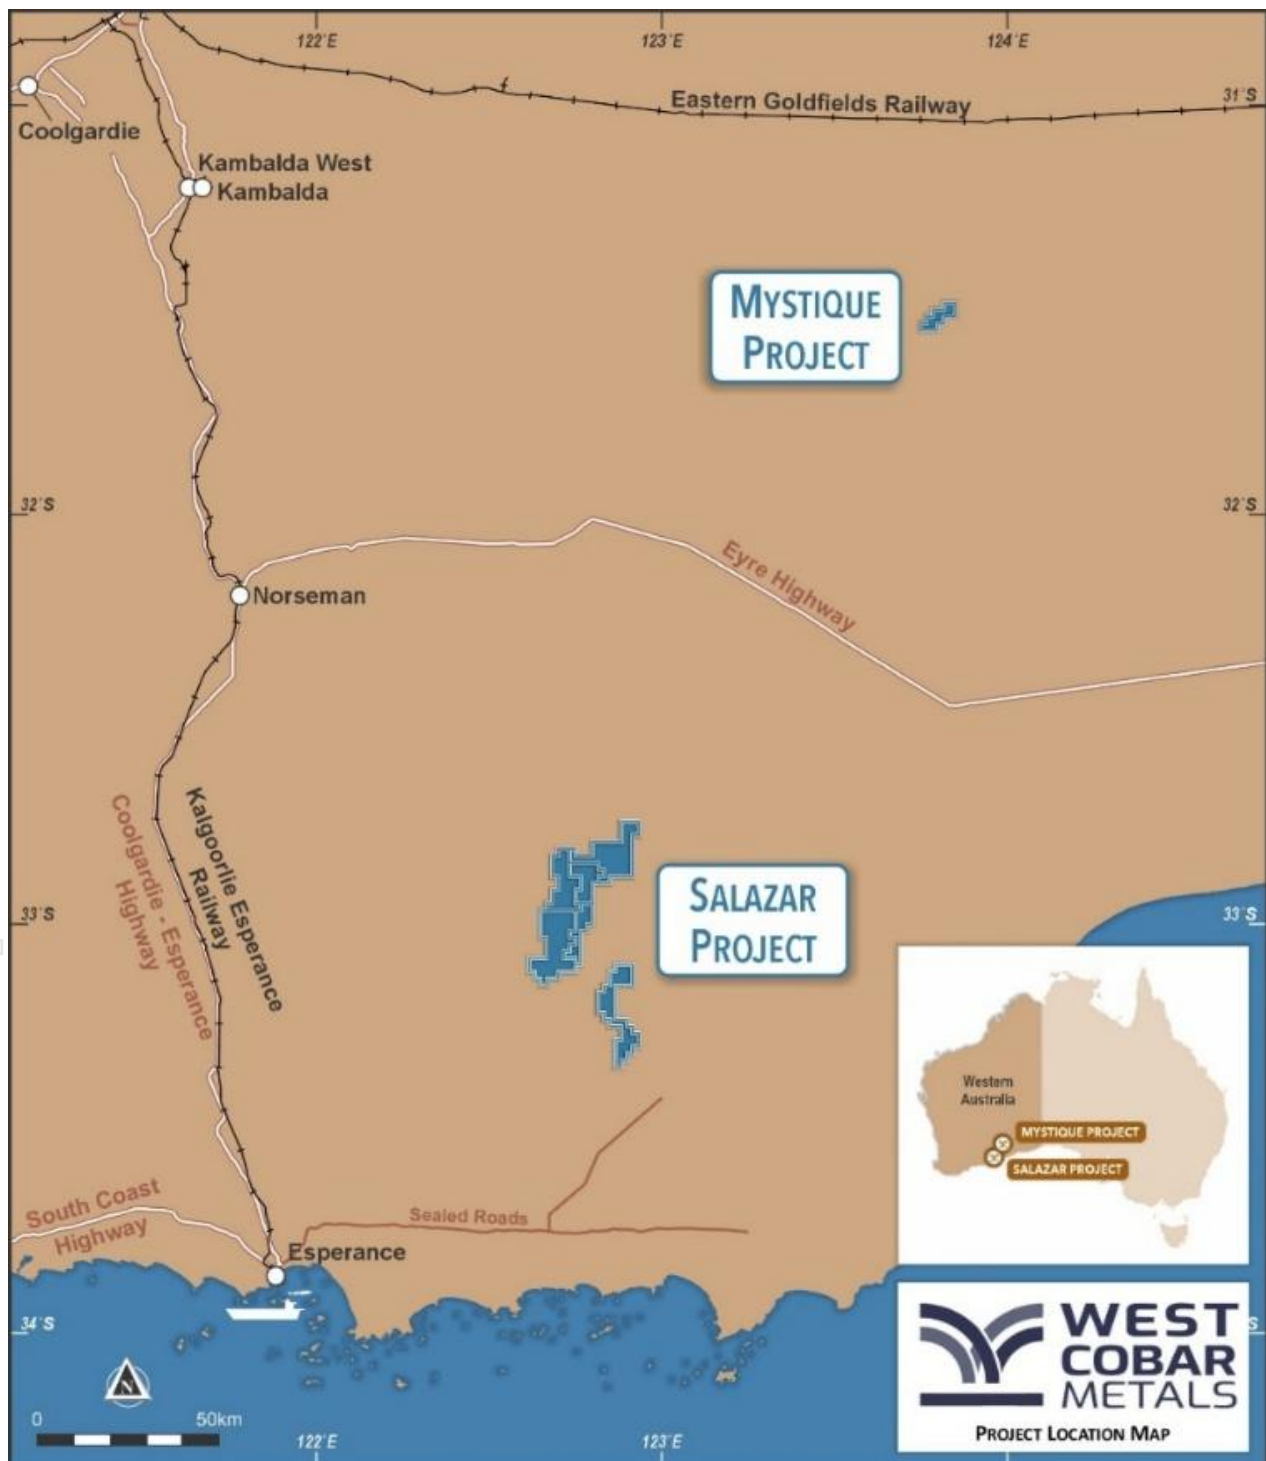 122°E
123°E
124°E
31°S
Eastern Goldfields Railway
Coolgardie
Kambalda West
Kambalda
MYSTIQUE
PROJECT
32°S
32°S
Eyre Highway
Norseman
Coolgardie - Esperance
Highway
Kalgoorlie Esperance
Railway
SALAZAR
PROJECT
33°S
33°S
Western
Australia
MYSTIQUE PROJECT
SALAZAR PROJECT
South Coast
Highway
Sealed Roads
Esperance
34°S
S
N
0
50km
122°E
123°E
WEST
COBAR
METALS
PROJECT LOCATION MAP